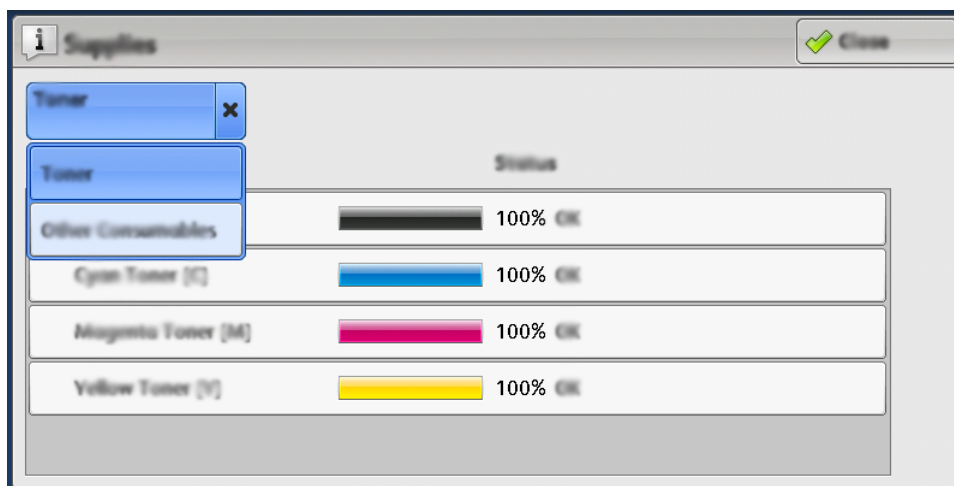 Supplies
Close
Toner
Status
Toner
100% OK
Other Consumables
Cyan Toner [C]
100% OK
Magenta Toner [M]
100% OK
Yellow Toner [Y]
100% OK